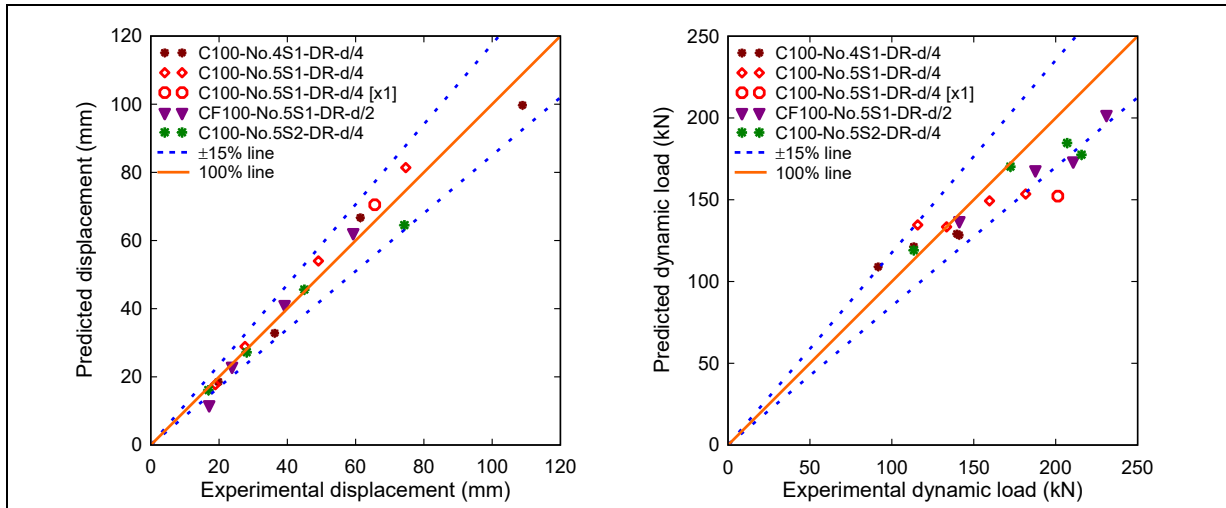 120
100
80
60
40
20
0
Predicted displacement (mm)
C100-No.4S1-DR-d/4
C100-No.5S1-DR-d/4
C100-No.5S1-DR-d/4 [x1]
CF100-No.5S1-DR-d/2
C100-No.5S2-DR-d/4
±15% line
100% line
0 20 40 60 80 100 120
Experimental displacement (mm)
250
200
150
100
50
0
Predicted dynamic load (kN)
C100-No.4S1-DR-d/4
C100-No.5S1-DR-d/4
C100-No.5S1-DR-d/4 [x1]
CF100-No.5S1-DR-d/2
C100-No.5S2-DR-d/4
±15% line
100% line
0 50 100 150 200 250
Experimental dynamic load (kN)